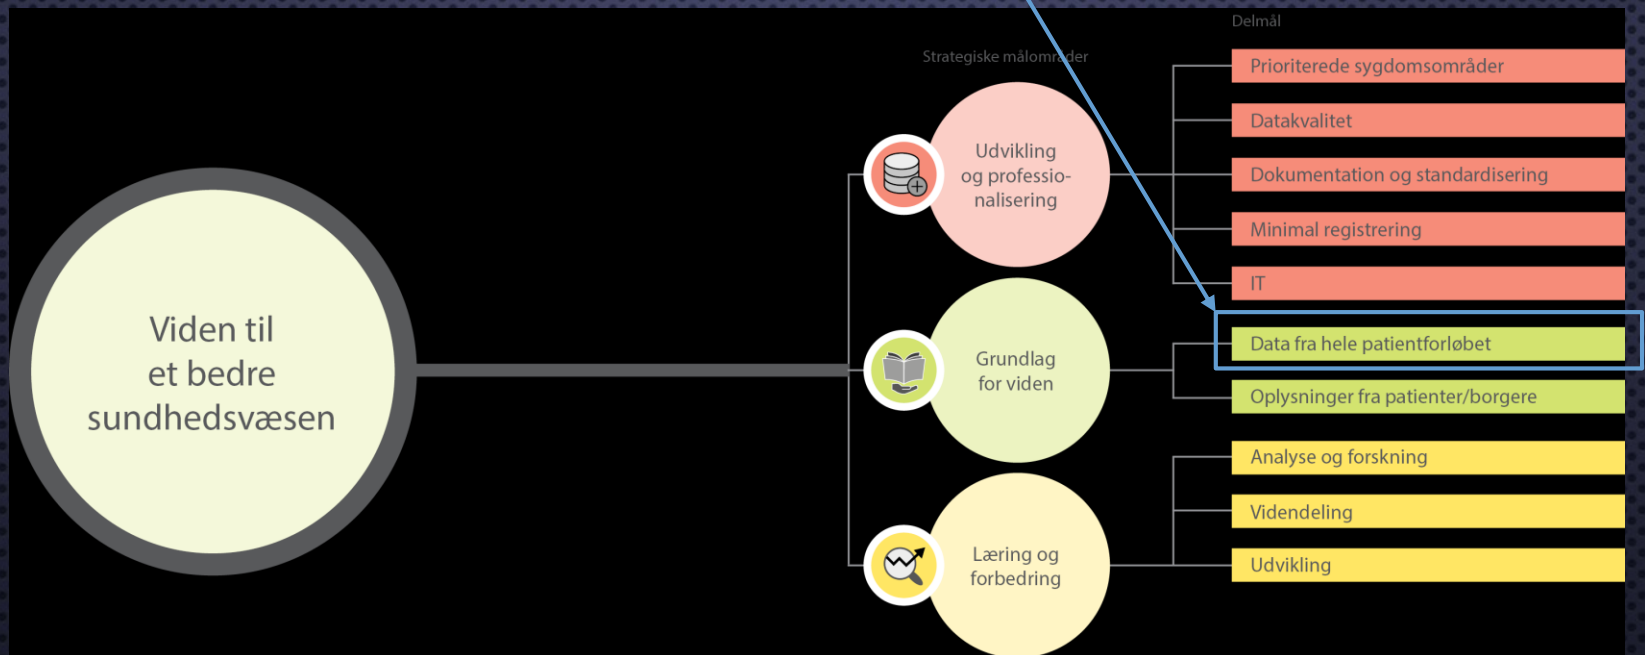 Delmål
Strategiske målområder
Viden til
et bedre
sundhedsvæsen
Udvikling
og professio-
nalisering
Prioriterede sygdomsområder
Datakvalitet
Dokumentation og standardisering
Minimal registrering
IT
Grundlag
for viden
Data fra hele patientforløbet
Oplysninger fra patienter/borgere
Læring og
forbedring
Analyse og forskning
Videndeling
Udvikling